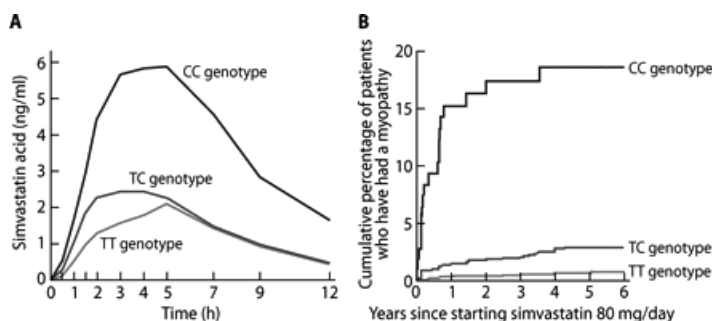 A
Simvastatin acid (ng/ml)
6
5
4
3
2
1
0
CC genotype
TC genotype
TT genotype
0 1 2 3 4 5 7 9 12
Time (h)
B
Cumulative percentage of patients
who have had a myopathy
20
15
10
5
0
CC genotype
TC genotype
TT genotype
0 1 2 3 4 5 6
Years since starting simvastatin 80 mg/day